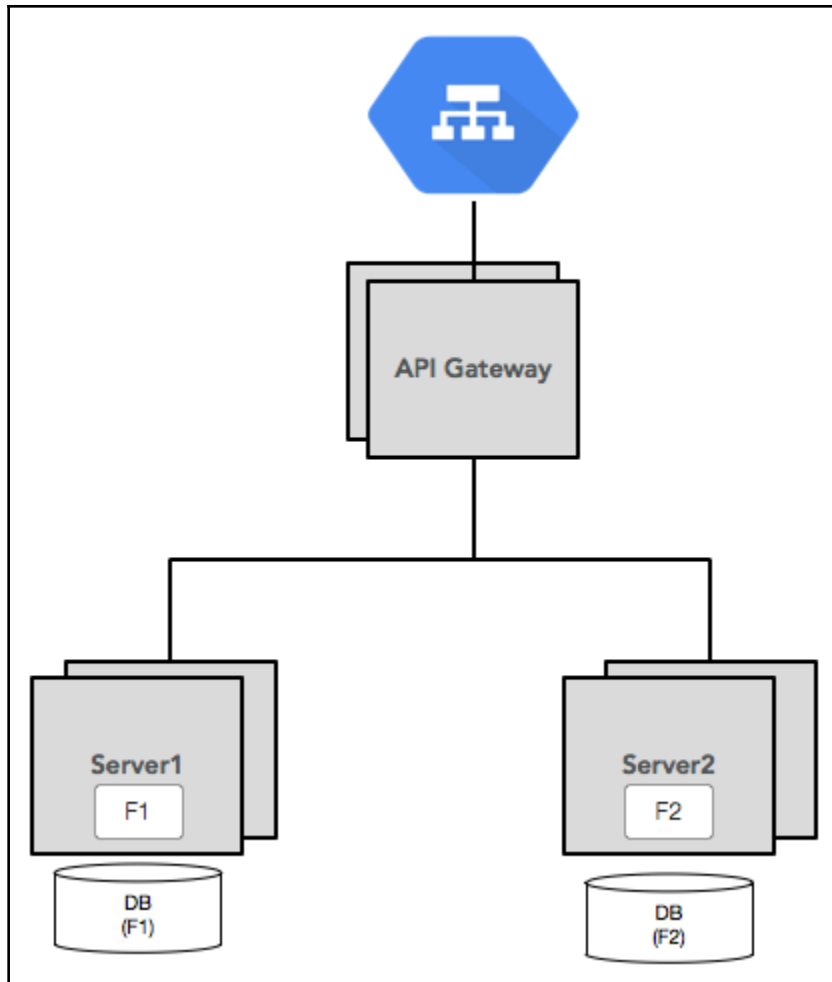 API Gateway
Server1
F1
Server2
F2
DB
(F1)
DB
(F2)